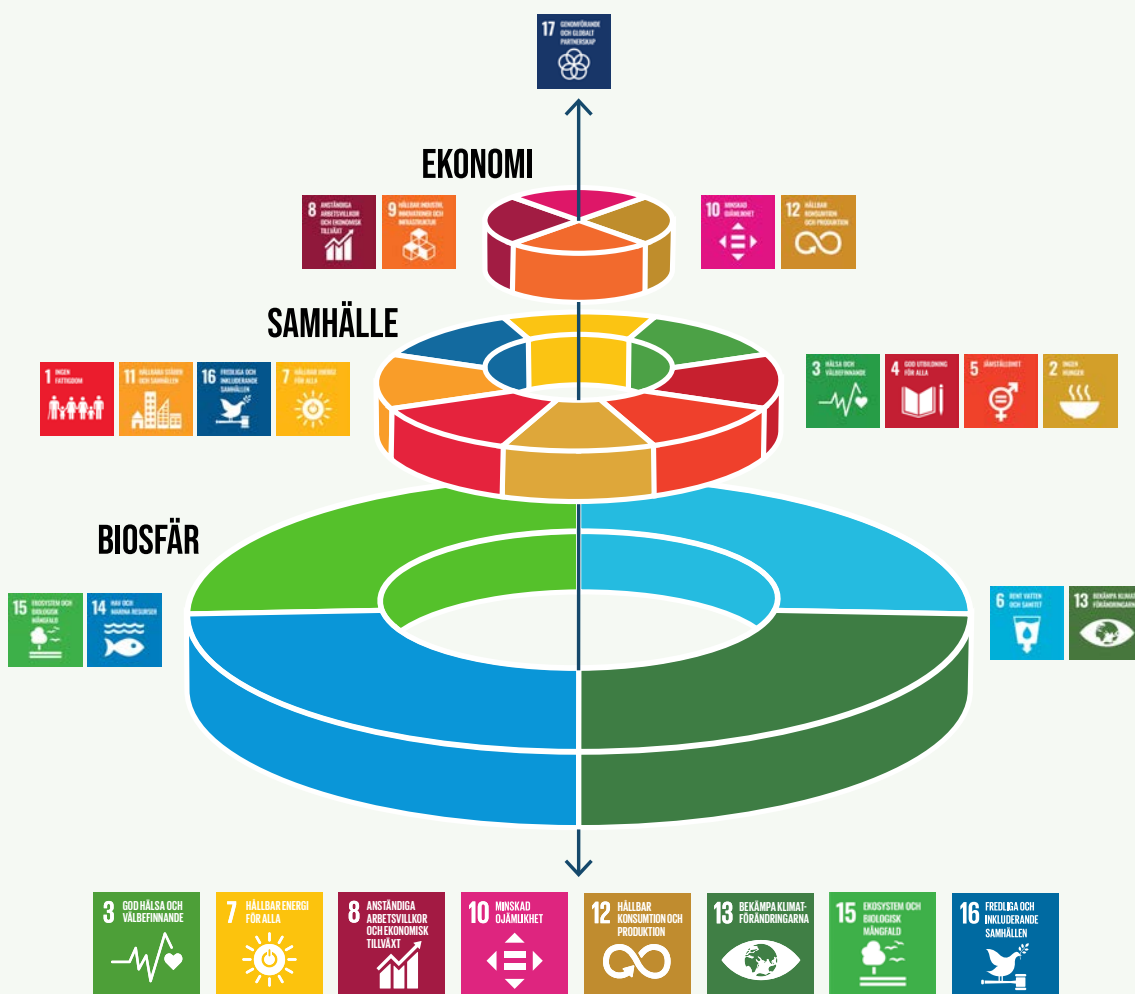 17 GENOMFÖRANDE
OCH GLOBALT
PARTNERSKAP
EKONOMI
8 ANSTÄNDIGA
ARBETSVILLKOR
OCH EKONOMISK
TILLVÄXT
9 HÅLLBAR INDUSTRI,
INNOVATIONER OCH
INFRASTRUKTUR
10 MINSKAD
OJÄMLIKHET
12 HÅLLBAR
KONSUMTION
OCH PRODUKTION
SAMHÄLLE
1 INGEN
FATTIGDOM
11 HÅLLBARA STÄDER
OCH SAMHÄLLEN
16 FREDLIGA OCH
INKLUDERANDE
SAMHÄLLEN
7 HÅLLBAR ENERGI
FÖR ALLA
3 HÄLSA OCH
VÄLBEFINNANDE
4 GOD UTBILDNING
FÖR ALLA
5 JÄMSTÄLLDHET
2 INGEN
HUNGER
BIOSFÄR
15 EKOSYSTEM OCH
BIOLOGISK
MÅNGFALD
14 HAV OCH
MARINA RESURSER
6 RENT VATTEN
OCH SANITET
13 BEKÄMPA KLIMAT
FÖRÄNDRINGARN
3 GOD HÄLSA OCH
VÄLBEFINNANDE
7 HÅLLBAR ENERGI
FÖR ALLA
8 ANSTÄNDIGA
ARBETSVILLKOR
OCH EKONOMISK
TILLVÄXT
10 MINSKAD
OJÄMLIKHET
12 HÅLLBAR
KONSUMTION OCH
PRODUKTION
13 BEKÄMPA KLIMAT-
FÖRÄNDRINGARNA
15 EKOSYSTEM OCH
BIOLOGISK
MÅNGFALD
16 FREDLIGA OCH
INKLUDERANDE
SAMHÄLLEN